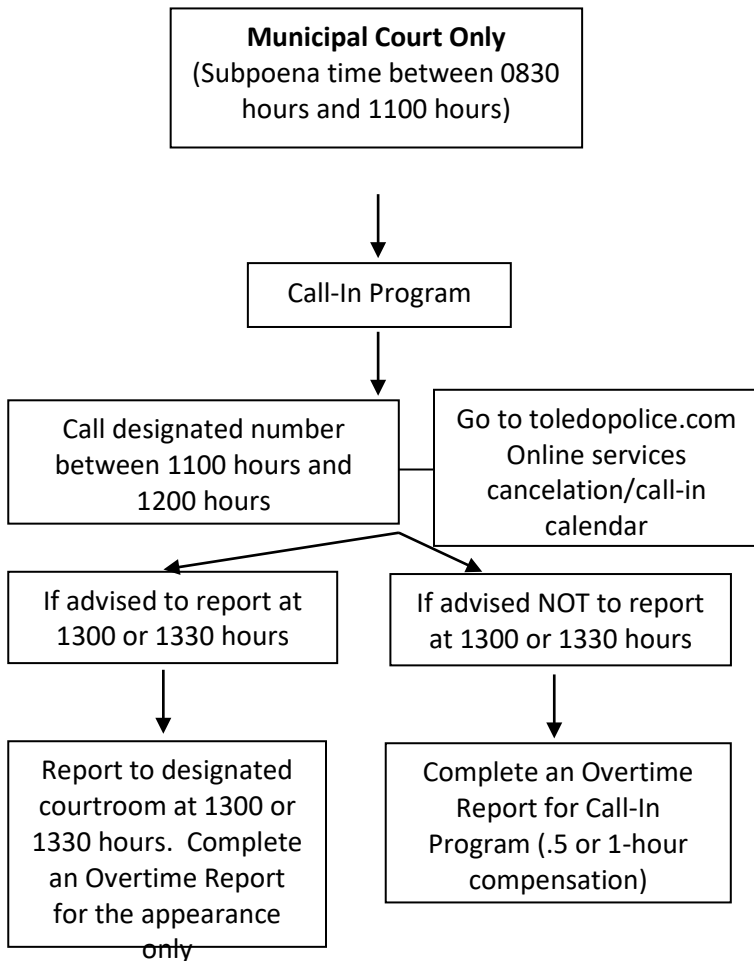 Municipal Court Only
(Subpoena time between 0830
hours and 1100 hours)
Call-In Program
Call designated number
between 1100 hours and
1200 hours
Go to toledopolice.com
Online services
cancelation/call-in
calendar
If advised to report at
1300 or 1330 hours
If advised NOT to report
at 1300 or 1330 hours
Report to designated
courtroom at 1300 or
1330 hours.  Complete
an Overtime Report
for the appearance
only
Complete an Overtime
Report for Call-In
Program (.5 or 1-hour
compensation)